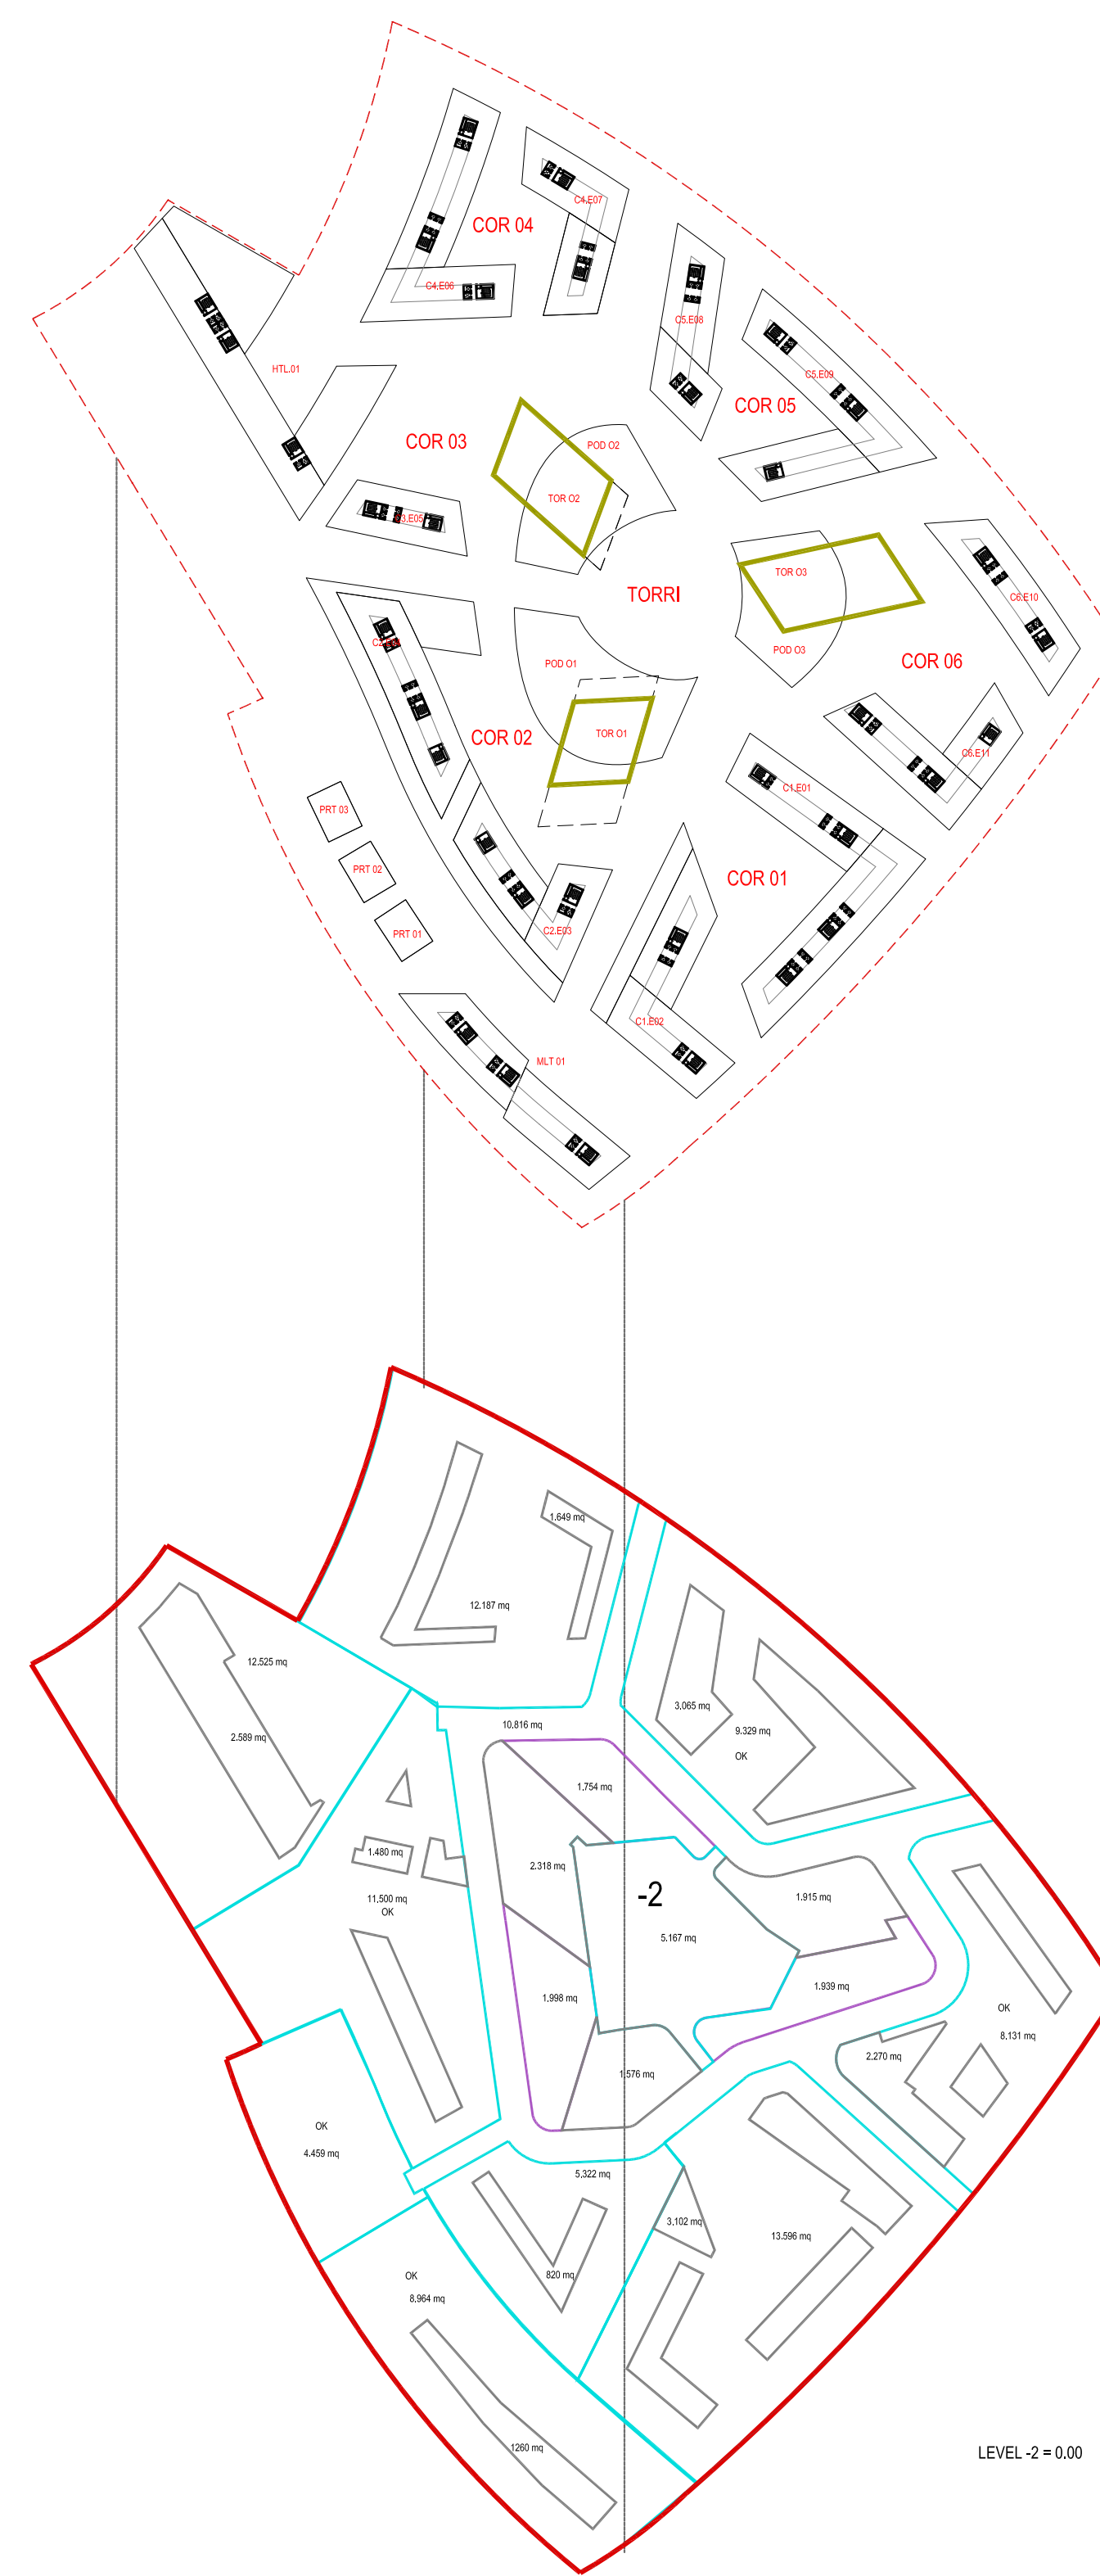 COR 04
C4.E07
C4.E06
C5.E08
HTL.01
C5.E09
COR 05
COR 03
POD O2
TOR O2
C3.E05
TOR O3
TORRI
C6.E10
POD O3
COR 06
POD O1
TOR O1
COR 02
C6.E11
C1.E01
PRT 03
PRT 02
COR 01
PRT 01
C2.E03
C1.E02
MLT 01
1.649 mq
12.187 mq
12.525 mq
3.065 mq
10.816 mq
9.329 mq
2.589 mq
OK
1.754 mq
1.480 mq
2.318 mq
-2
11,500 mq
OK
1.915 mq
5.167 mq
1.939 mq
1.998 mq
OK
8.131 mq
2.270 mq
1.576 mq
OK
4.459 mq
5.322 mq
3.102 mq
13.596 mq
OK
820 mq
8,964 mq
1260 mq
LEVEL -2 = 0.00